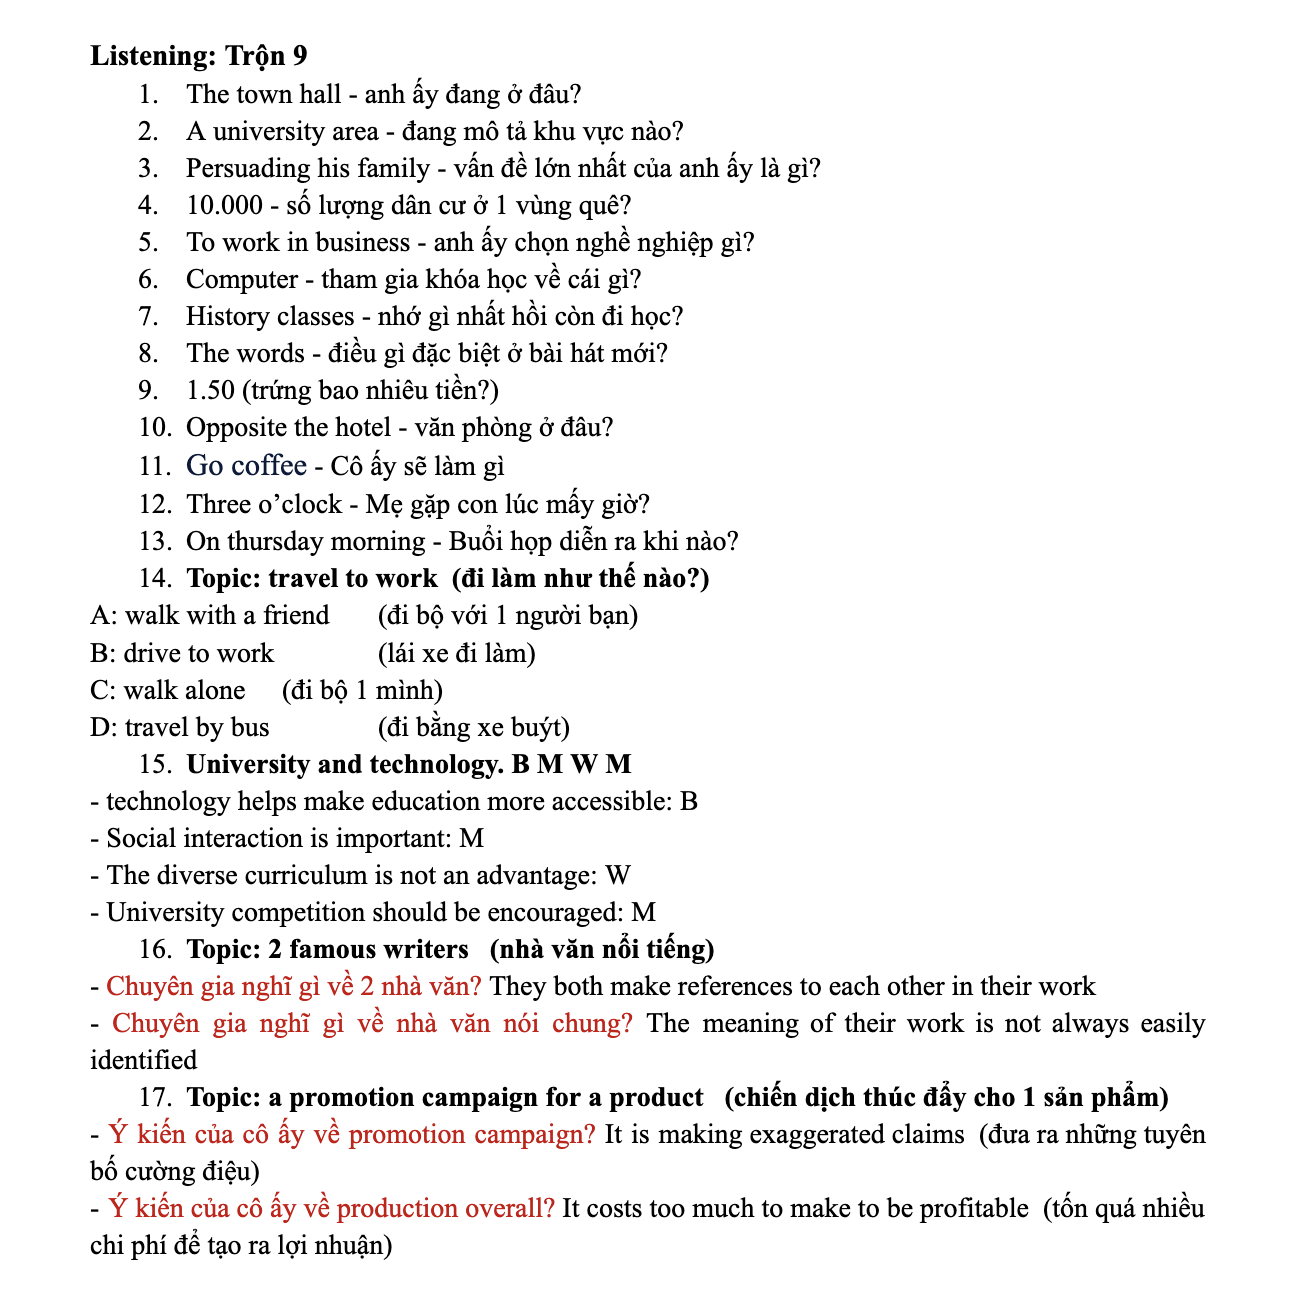 Listening: Trộn 9
1. The town hall - anh ấy đang ở đâu?
2. A university area - đang mô tả khu vực nào?
3. Persuading his family - vấn đề lớn nhất của anh ấy là gì?
4. 10.000 - số lượng dân cư ở 1 vùng quê?
5. To work in business - anh ấy chọn nghề nghiệp gì?
6. Computer - tham gia khóa học về cái gì?
7. History classes - nhớ gì nhất hồi còn đi học?
8. The words - điều gì đặc biệt ở bài hát mới?
9. 1.50 (trứng bao nhiêu tiền?)
10. Opposite the hotel - văn phòng ở đâu?
11. Go coffee - Cô ấy sẽ làm gì
12. Three o’clock - Mẹ gặp con lúc mấy giờ?
13. On thursday morning - Buổi họp diễn ra khi nào?
14. Topic: travel to work (đi làm như thế nào?)
A: walk with a friend (đi bộ với 1 người bạn)
B: drive to work (lái xe đi làm)
C: walk alone (đi bộ 1 mình)
D: travel by bus (đi bằng xe buýt)
15. University and technology. B M W M
- technology helps make education more accessible: B
- Social interaction is important: M
- The diverse curriculum is not an advantage: W
- University competition should be encouraged: M
16. Topic: 2 famous writers (nhà văn nổi tiếng)
- Chuyên gia nghĩ gì về 2 nhà văn? They both make references to each other in their work
- Chuyên gia nghĩ gì về nhà văn nói chung? The meaning of their work is not always easily
identified
17. Topic: a promotion campaign for a product (chiến dịch thúc đẩy cho 1 sản phẩm)
- Ý kiến của cô ấy về promotion campaign? It is making exaggerated claims (đưa ra những tuyên
bố cường điệu)
- Ý kiến của cô ấy về production overall? It costs too much to make to be profitable (tốn quá nhiều
chi phí để tạo ra lợi nhuận)